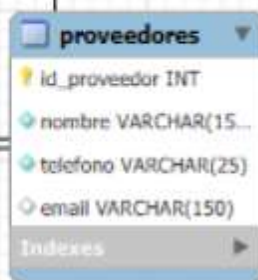 proveedores
id_proveedor INT
nombre VARCHAR(15...
telefono VARCHAR(25)
email VARCHAR(150)
Indexes